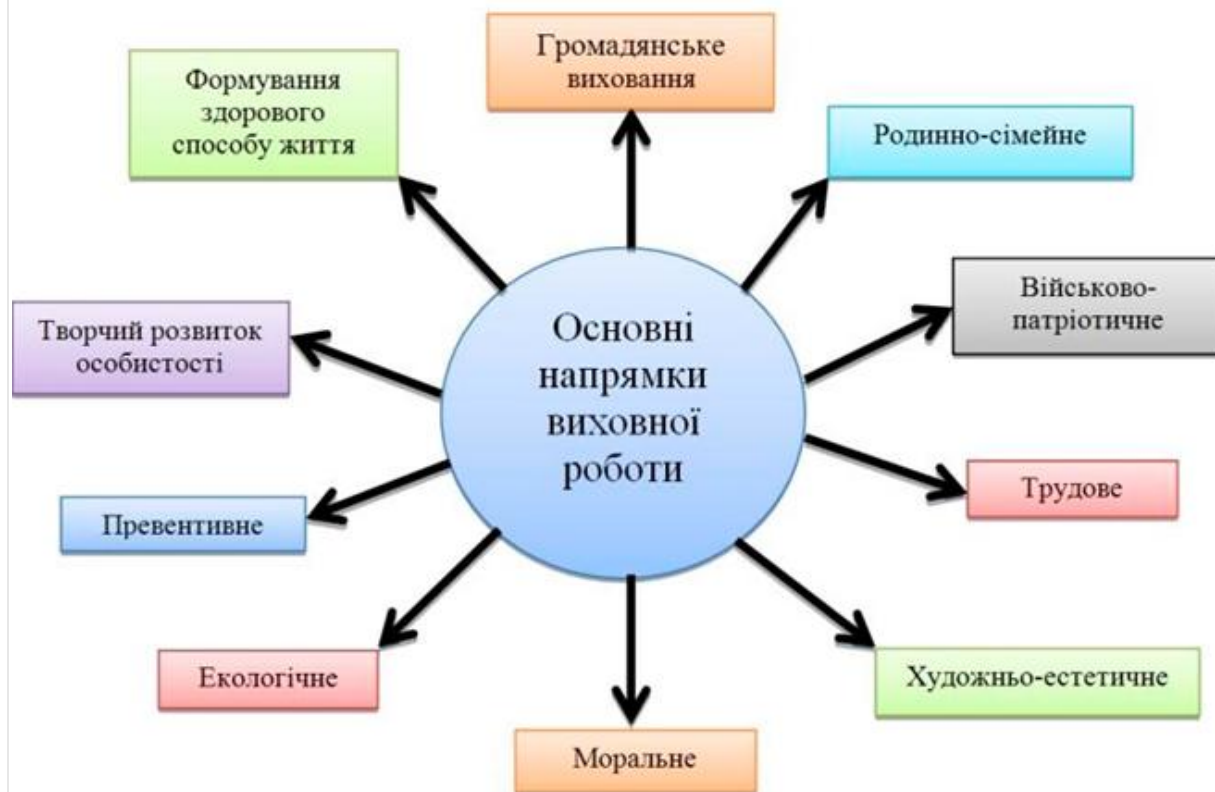 Громадянське
виховання
Формування
здорового
способу життя
Родинно-сімейне
Військово-
патріотичне
Творчий розвиток
особистості
Основні
напрямки
виховної
роботи
Трудове
Превентивне
Екологічне
Художньо-естетичне
Моральне